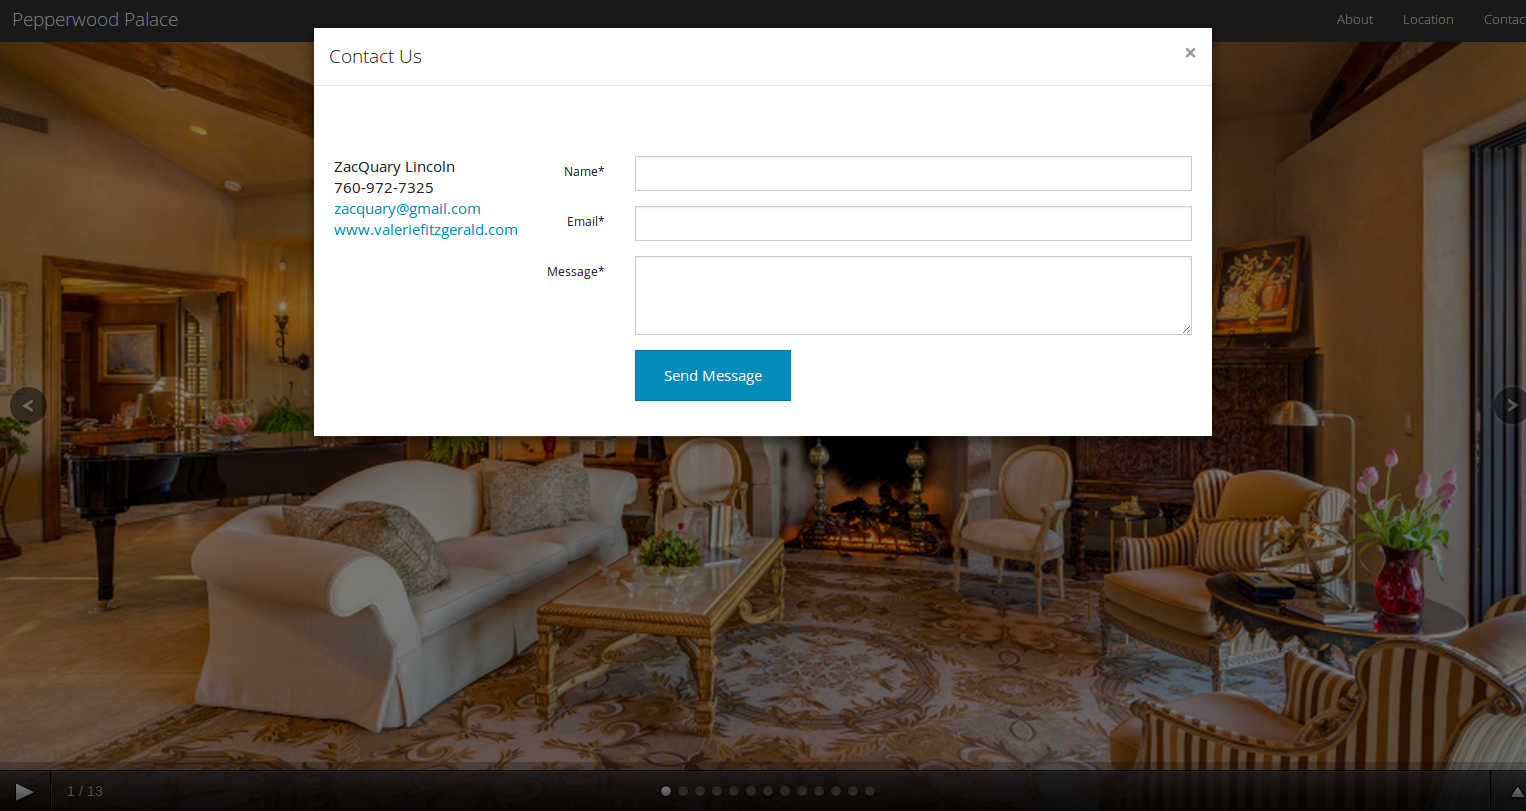 Pepperwood Palace
About Location Contac
Contact Us
×
ZacQuary Lincoln
760-972-7325
zacquary@gmail.com
www.valeriefitzgerald.com
Name*
Email*
Message*
Send Message
1 / 13